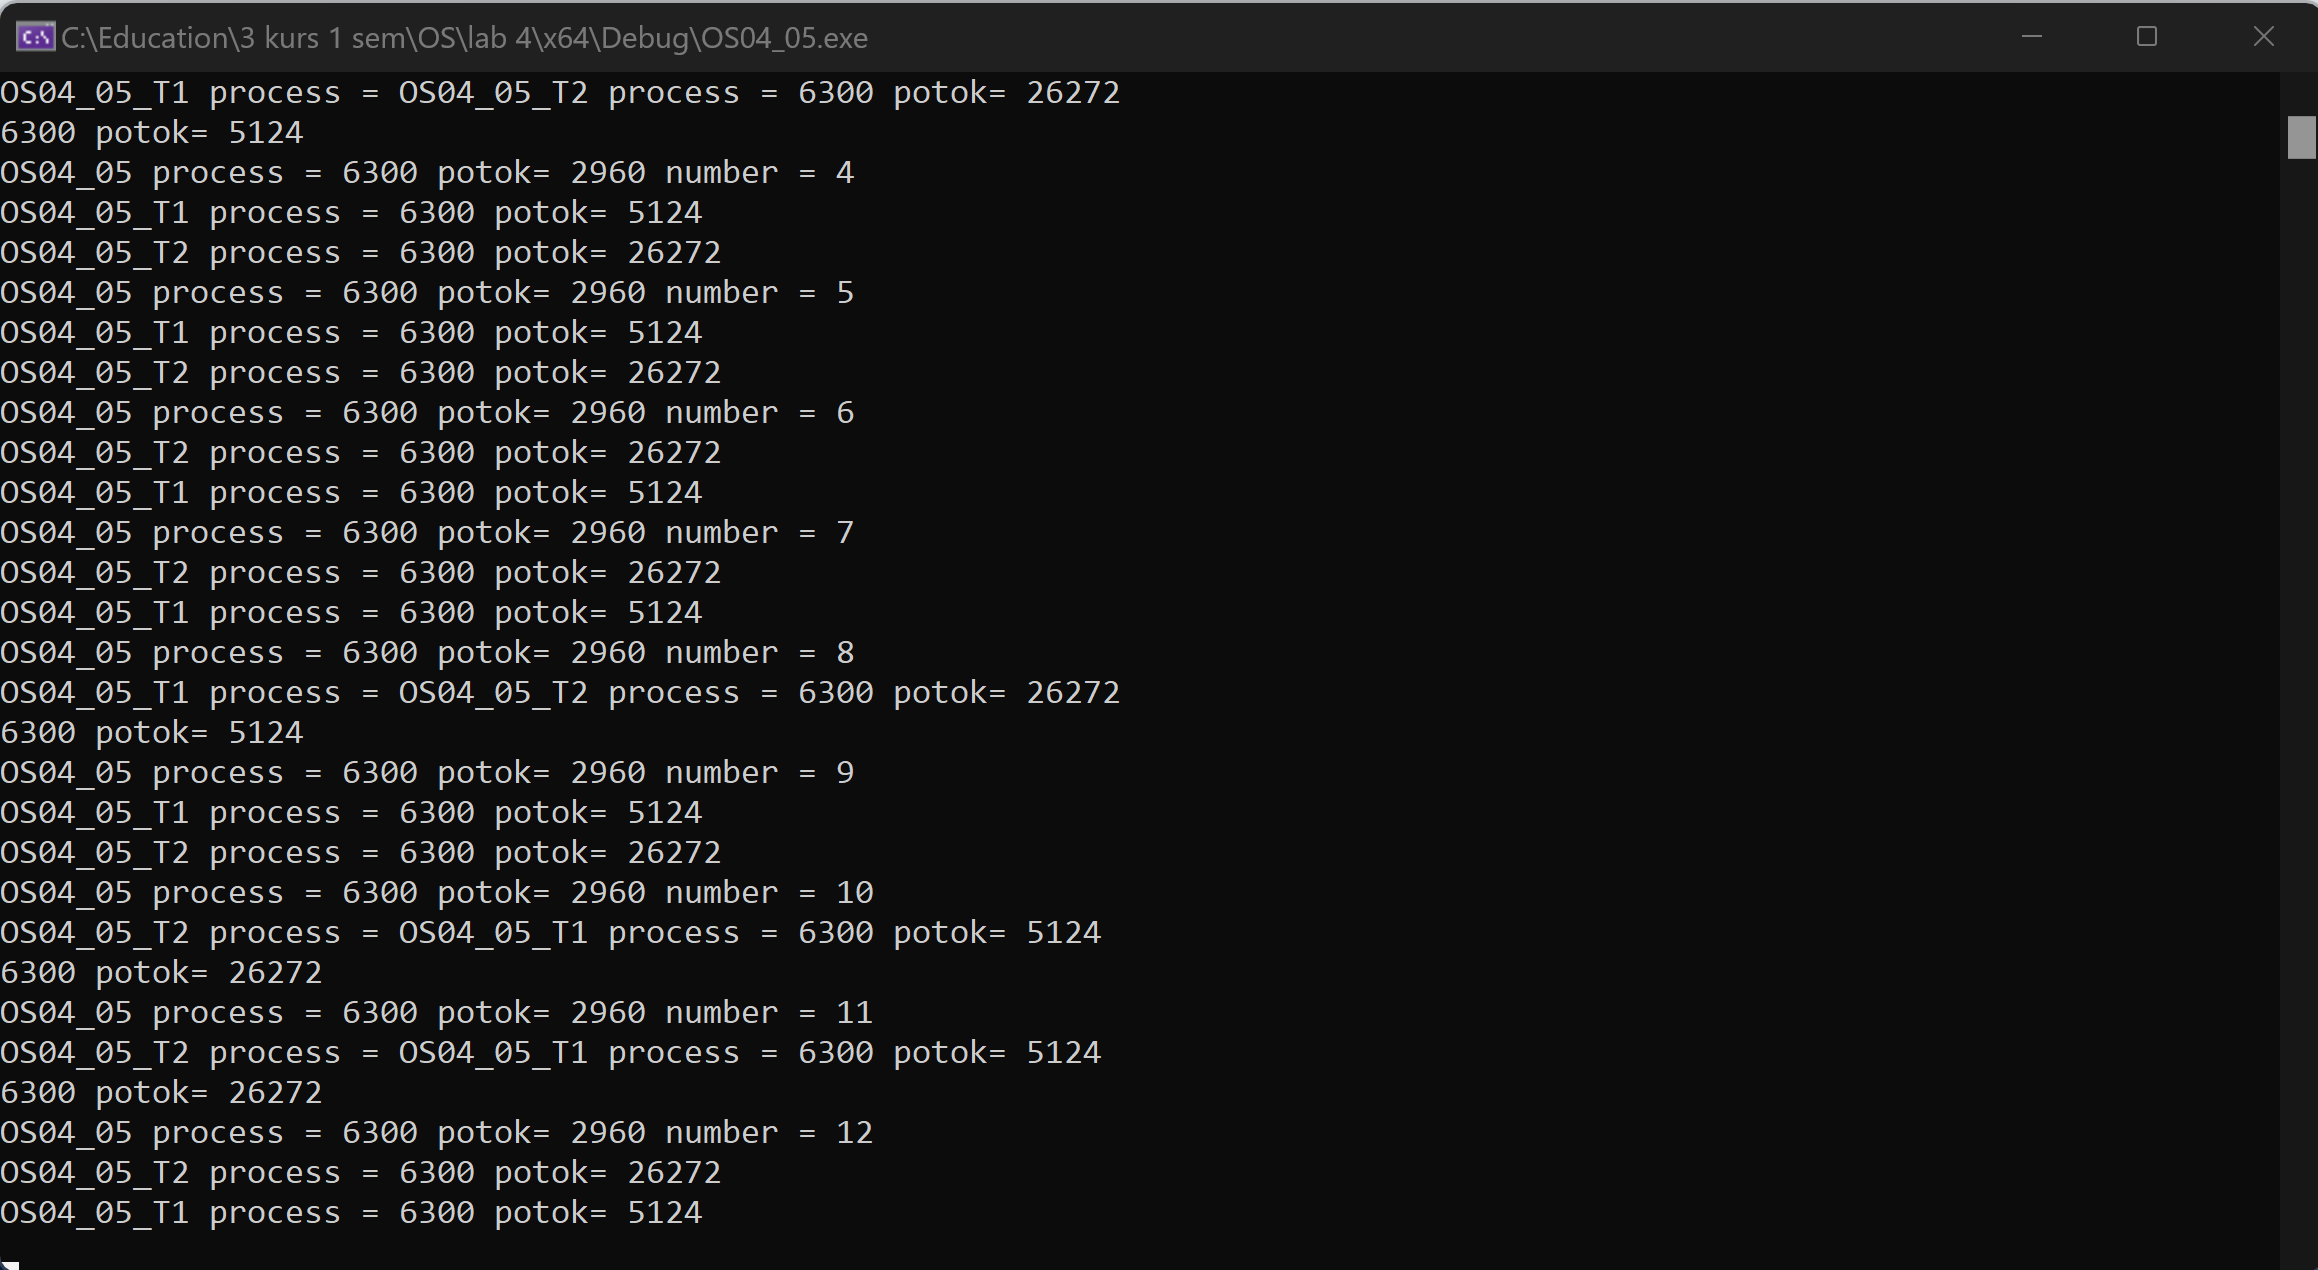 C:\Education\3 kurs 1 sem\OS\lab 4\x64\Debug\OS04_05.exe
OS04_05_T1 process = OS04_05_T2 process = 6300 potok= 26272
6300 potok= 5124
OS04_05 process = 6300 potok= 2960 number = 4
OS04_05_T1 process = 6300 potok= 5124
OS04_05_T2 process = 6300 potok= 26272
OS04_05 process = 6300 potok= 2960 number = 5
OS04_05_T1 process = 6300 potok= 5124
OS04_05_T2 process = 6300 potok= 26272
OS04_05 process = 6300 potok= 2960 number = 6
OS04_05_T2 process = 6300 potok= 26272
OS04_05_T1 process = 6300 potok= 5124
OS04_05 process = 6300 potok= 2960 number = 7
OS04_05_T2 process = 6300 potok= 26272
OS04_05_T1 process = 6300 potok= 5124
OS04_05 process = 6300 potok= 2960 number = 8
OS04_05_T1 process = OS04_05_T2 process = 6300 potok= 26272
6300 potok= 5124
OS04_05 process = 6300 potok= 2960 number = 9
OS04_05_T1 process = 6300 potok= 5124
OS04_05_T2 process = 6300 potok= 26272
OS04_05 process = 6300 potok= 2960 number = 10
OS04_05_T2 process = OS04_05_T1 process = 6300 potok= 5124
6300 potok= 26272
OS04_05 process = 6300 potok= 2960 number = 11
OS04_05_T2 process = OS04_05_T1 process = 6300 potok= 5124
6300 potok= 26272
OS04_05 process = 6300 potok= 2960 number = 12
OS04_05_T2 process = 6300 potok= 26272
OS04_05_T1 process = 6300 potok= 5124